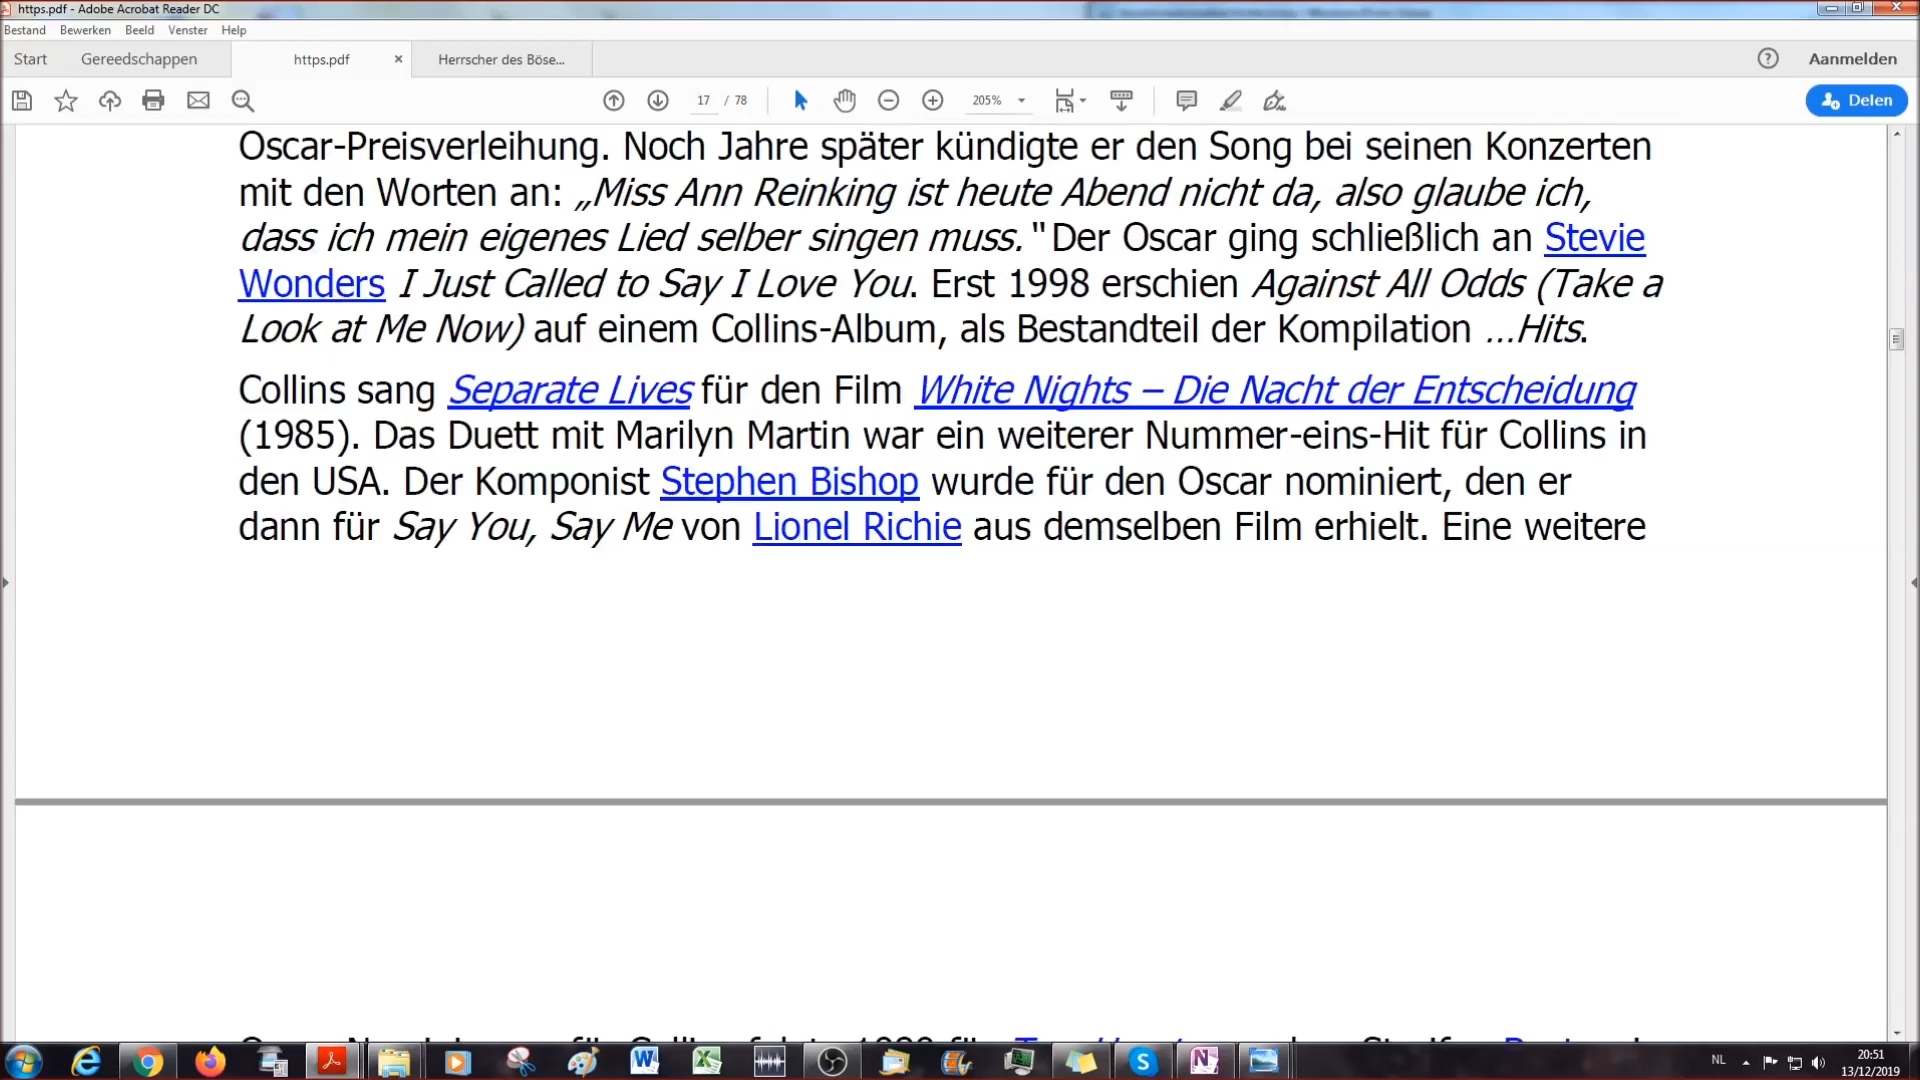 https.pdf - Adobe Acrobat Reader DC
Bestand Bewerken Beeld Venster Help
Start Gereedschappen https.pdf × Herrscher des Böse... Aanmelden
17 / 78 205% Delen
Oscar-Preisverleihung. Noch Jahre später kündigte er den Song bei seinen Konzerten
mit den Worten an: „Miss Ann Reinking ist heute Abend nicht da, also glaube ich,
dass ich mein eigenes Lied selber singen muss." Der Oscar ging schließlich an Stevie
Wonders I Just Called to Say I Love You. Erst 1998 erschien Against All Odds (Take a
Look at Me Now) auf einem Collins-Album, als Bestandteil der Kompilation …Hits.
Collins sang Separate Lives für den Film White Nights – Die Nacht der Entscheidung
(1985). Das Duett mit Marilyn Martin war ein weiterer Nummer-eins-Hit für Collins in
den USA. Der Komponist Stephen Bishop wurde für den Oscar nominiert, den er
dann für Say You, Say Me von Lionel Richie aus demselben Film erhielt. Eine weitere
NL 20:51
13/12/2019